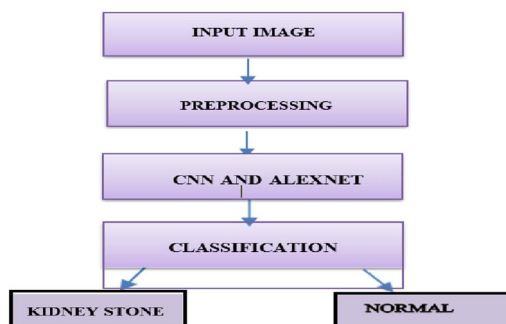 INPUT IMAGE
PREPROCESSING
CNN AND ALEXNET
CLASSIFICATION
KIDNEY STONE
NORMAL